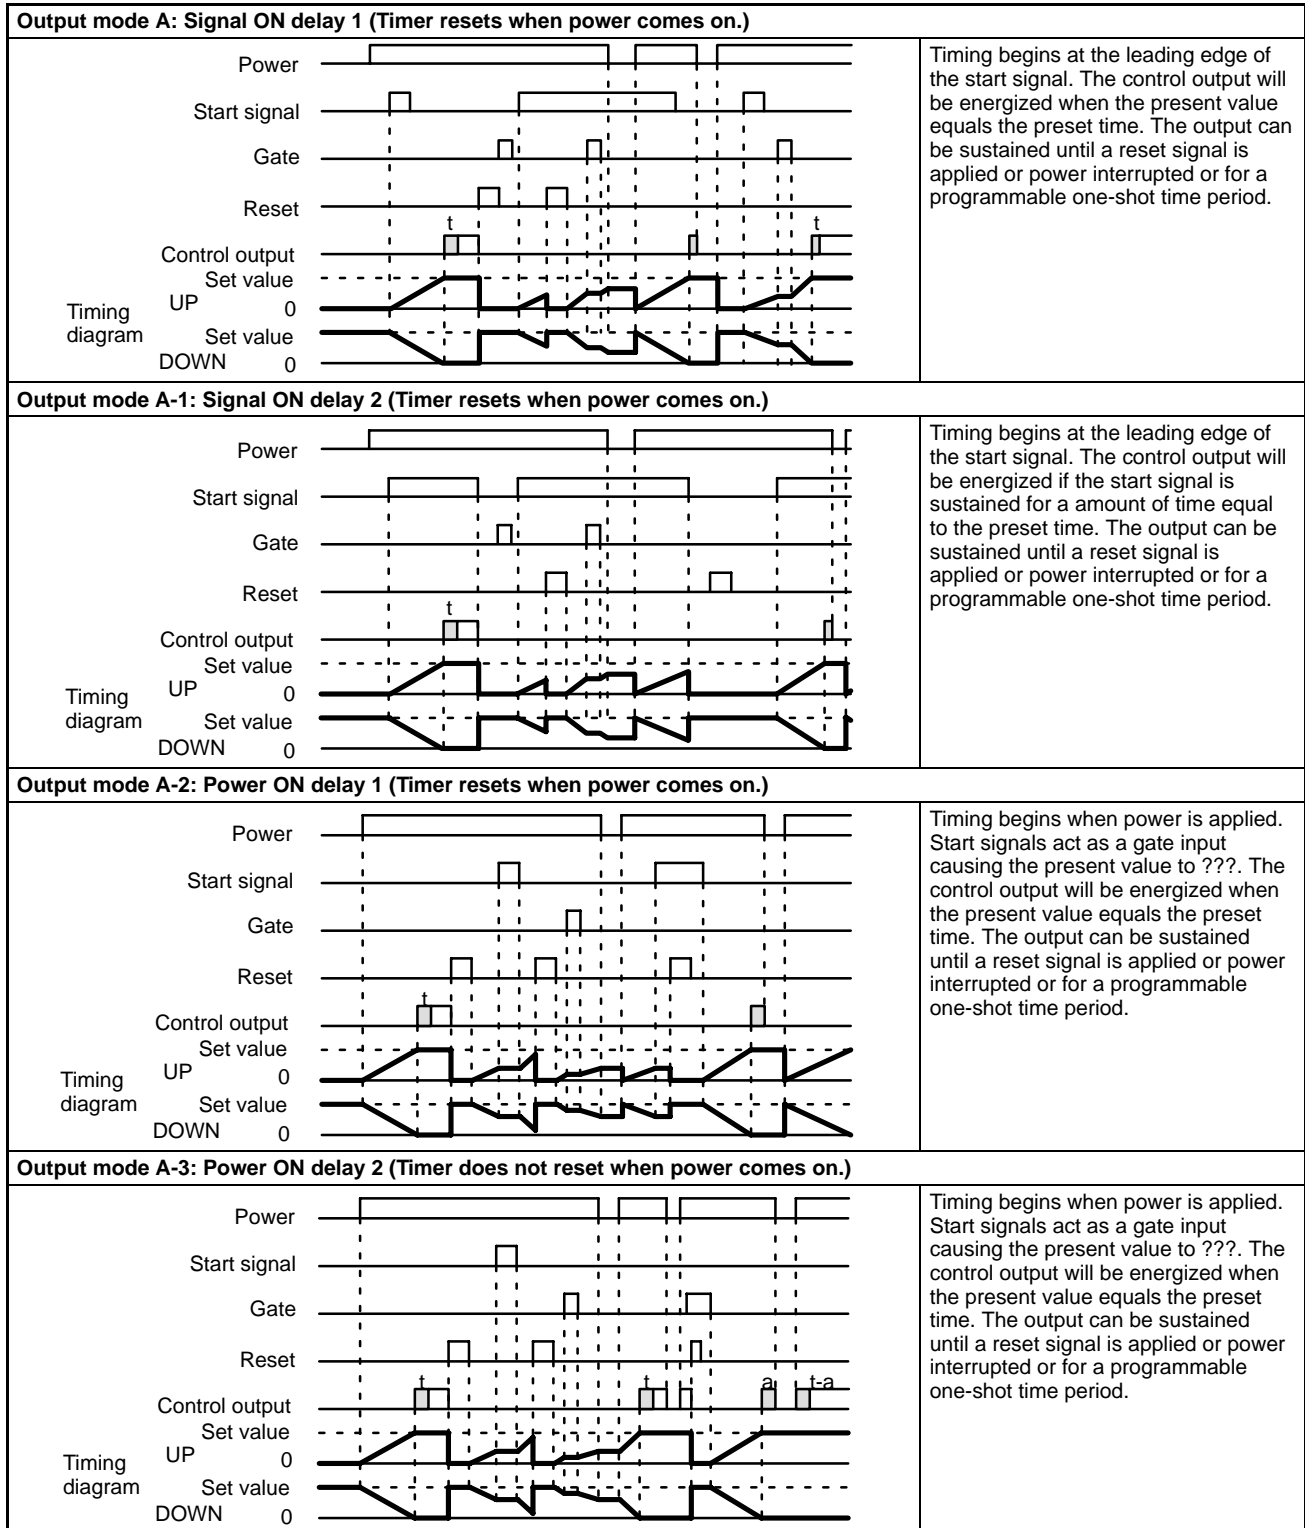 Output mode A: Signal ON delay 1 (Timer resets when power comes on.)
Power
Start signal
Gate
Reset
t
t
Control output
Set value
UP
0
Timing
diagram
Set value
DOWN
0
Timing begins at the leading edge of
the start signal. The control output will
be energized when the present value
equals the preset time. The output can
be sustained until a reset signal is
applied or power interrupted or for a
programmable one-shot time period.
Output mode A-1: Signal ON delay 2 (Timer resets when power comes on.)
Power
Start signal
Gate
Reset
t
Control output
Set value
UP
0
Timing
diagram
Set value
DOWN
0
Timing begins at the leading edge of
the start signal. The control output will
be energized if the start signal is
sustained for a amount of time equal
to the preset time. The output can be
sustained until a reset signal is
applied or power interrupted or for a
programmable one-shot time period.
Output mode A-2: Power ON delay 1 (Timer resets when power comes on.)
Power
Start signal
Gate
Reset
t
Control output
Set value
UP
0
Timing
diagram
Set value
DOWN
0
Timing begins when power is applied.
Start signals act as a gate input
causing the present value to ???. The
control output will be energized when
the present value equals the preset
time. The output can be sustained
until a reset signal is applied or power
interrupted or for a programmable
one-shot time period.
Output mode A-3: Power ON delay 2 (Timer does not reset when power comes on.)
Power
Start signal
Gate
Reset
t
t
a
t-a
Control output
Set value
UP
0
Timing
diagram
Set value
DOWN
0
Timing begins when power is applied.
Start signals act as a gate input
causing the present value to ???. The
control output will be energized when
the present value equals the preset
time. The output can be sustained
until a reset signal is applied or power
interrupted or for a programmable
one-shot time period.